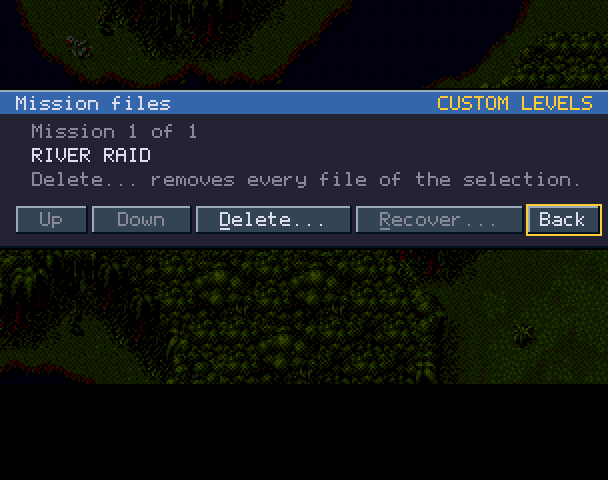 Mission files CUSTOM LEVELS
Mission 1 of 1
RIVER RAID
Delete... removes every file of the selection.
Up Down Delete... Recover... Back